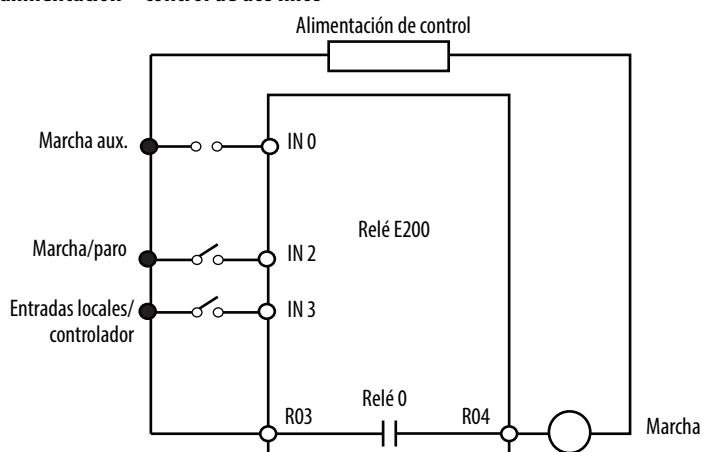 Alimentación de control
Marcha aux.
IN 0
Relé E200
Marcha/paro
IN 2
Entradas locales/
controlador
IN 3
Relé 0
R03
R04
Marcha